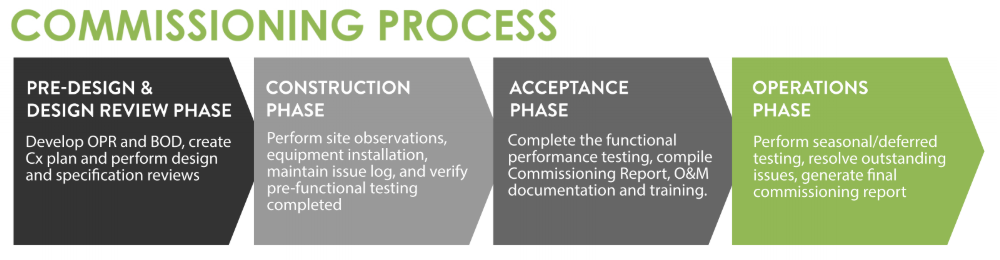 COMMISSIONING PROCESS
PRE-DESIGN &
DESIGN REVIEW PHASE
Develop OPR and BOD, create
Cx plan and perform design
and specification reviews
CONSTRUCTION
PHASE
Perform site observations,
equipment installation,
maintain issue log, and verify
pre-functional testing
completed
ACCEPTANCE
PHASE
Complete the functional
performance testing, compile
Commissioning Report, O&M
documentation and training.
OPERATIONS
PHASE
Perform seasonal/deferred
testing, resolve outstanding
issues, generate final
commissioning report